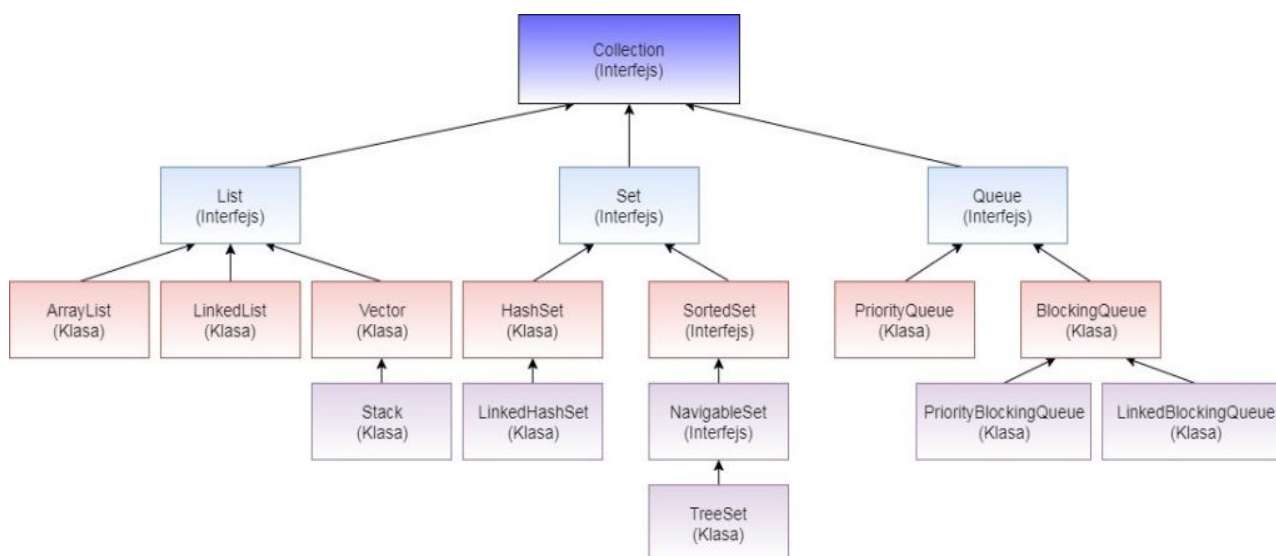 Collection
(Interfejs)
List
(Interfejs)
Set
(Interfejs)
Queue
(Interfejs)
ArrayList
(Klasa)
LinkedList
(Klasa)
Vector
(Klasa)
HashSet
(Klasa)
SortedSet
(Interfejs)
PriorityQueue
(Klasa)
BlockingQueue
(Klasa)
Stack
(Klasa)
LinkedHashSet
(Klasa)
NavigableSet
(Interfejs)
PriorityBlockingQueue
(Klasa)
LinkedBlockingQueue
(Klasa)
TreeSet
(Klasa)